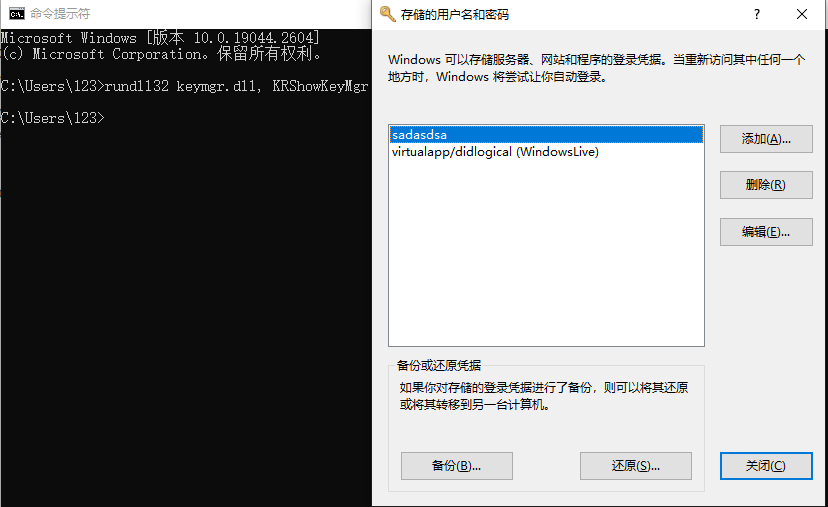 命令提示符
Microsoft Windows [版本 10.0.19044.2604]
(c) Microsoft Corporation。保留所有权利。
C:\Users\123>rundll32 keymgr.dll, KRShowKeyMgr
C:\Users\123>
存储的用户名和密码
Windows 可以存储服务器、网站和程序的登录凭据。当重新访问其中任何一个
地方时，Windows 将尝试让你自动登录。
sadasdsa
virtualapp/didlogical (WindowsLive)
添加(A)...
删除(R)
编辑(E)...
备份或还原凭据
如果你对存储的登录凭据进行了备份，则可以将其还原
或将其转移到另一台计算机。
备份(B)...
还原(S)...
关闭(C)